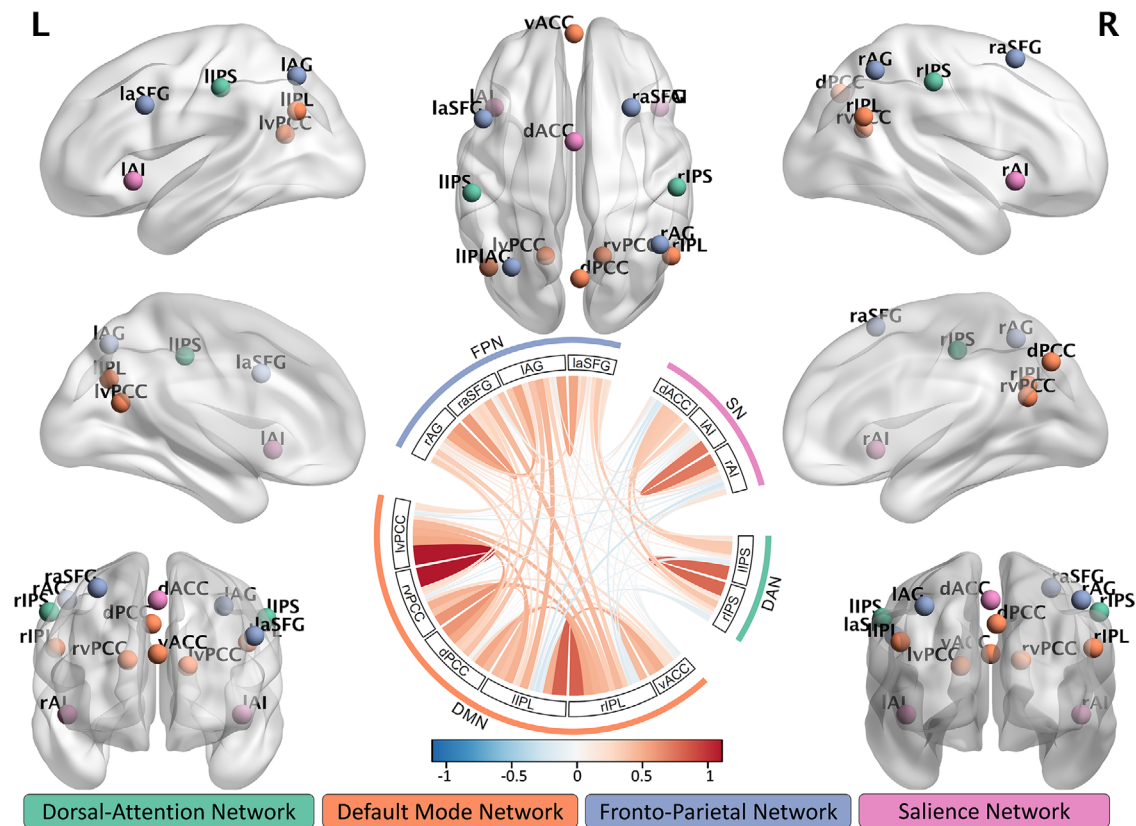 L
R
lAG
lIPS
laSFG
lIPL
lvPCC
lAI
vACC
lAI
laSFG
raSFG
dACC
lIPS
rIPS
rAG
lvPCC
rvPCC
rIPL
lIPL
lAG
dPCC
raSFG
rAG
rIPS
dPCC
rIPL
rvPCC
rAI
lAG
lIPS
laSFG
lIPL
lvPCC
lAI
raSFG
rIPS
rAG
dPCC
rIPL
rvPCC
rAI
FPN
rAG
raSFG
lAG
laSFG
SN
dACC
lAI
rAI
DAN
lIPS
rIPS
DMN
lvPCC
rvPCC
dPCC
lIPL
rIPL
vACC
raSFG
rAG
rIPS
dACC
lAG
lIPS
dPCC
laSFG
rIPL
rvPCC
vACC
lvPCC
rAI
lAI
lIPS
lAG
dACC
raSFG
rAG
rIPS
dPCC
lIPL
lvPCC
vACC
rvPCC
rIPL
lAI
rAI
-1
-0.5
0
0.5
1
Dorsal-Attention Network
Default Mode Network
Fronto-Parietal Network
Salience Network